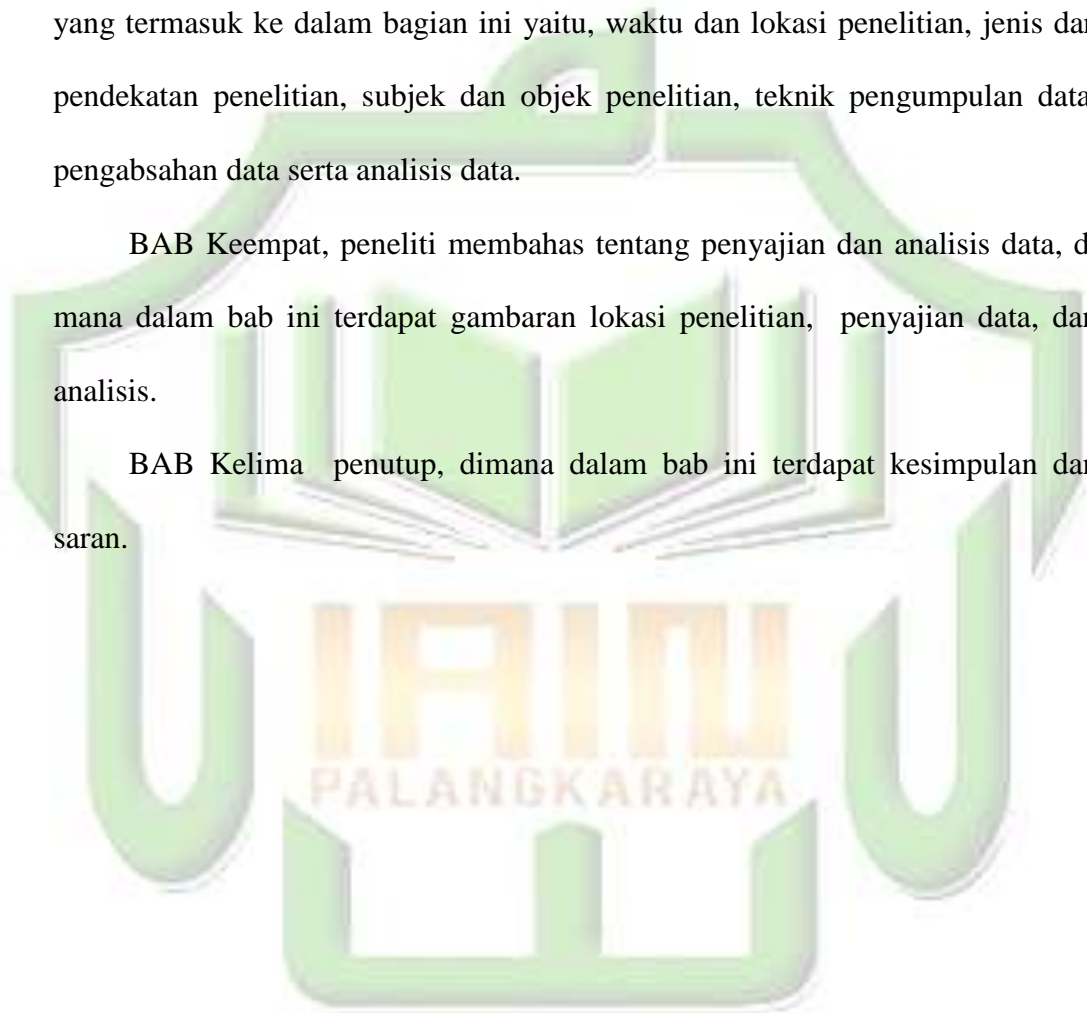 yang termasuk ke dalam bagian ini yaitu, waktu dan lokasi penelitian, jenis dan
pendekatan penelitian, subjek dan objek penelitian, teknik pengumpulan data
pengabsahan data serta analisis data.
BAB Keempat, peneliti membahas tentang penyajian dan analisis data, d
mana dalam bab ini terdapat gambaran lokasi penelitian, penyajian data, dan
analisis.
BAB Kelima penutup, dimana dalam bab ini terdapat kesimpulan dan
saran.
IAIN
PALANGKARAYA